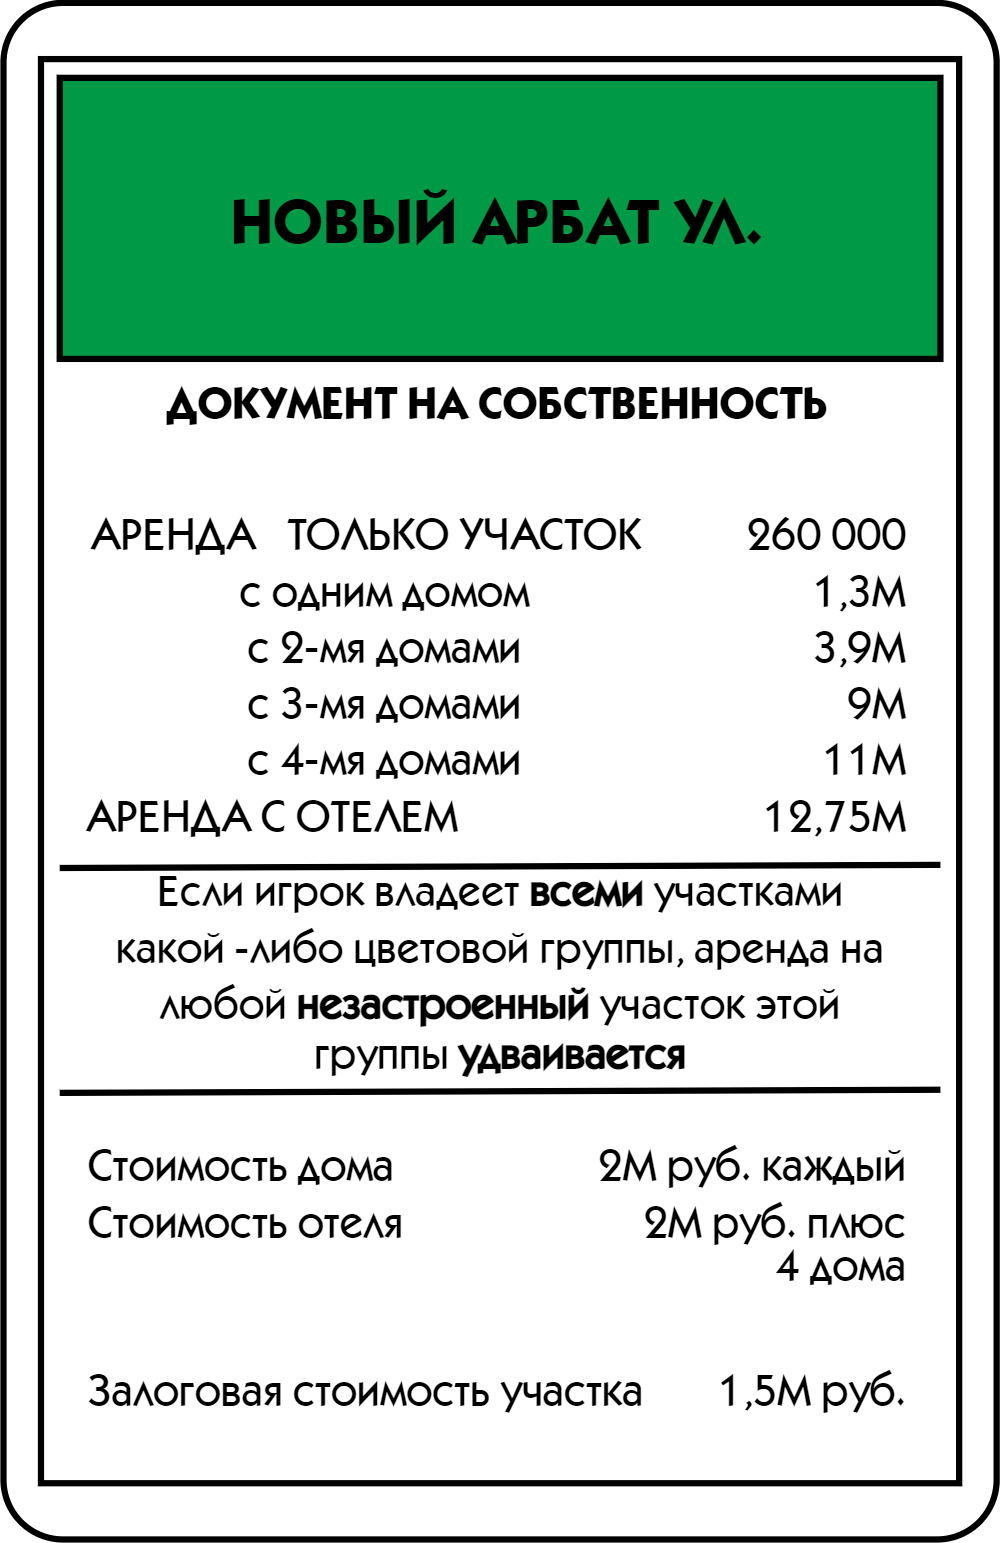 НОВЫЙ АРБАТ УЛ.
ДОКУМЕНТ НА СОБСТВЕННОСТЬ
АРЕНДА ТОЛЬКО УЧАСТОК 260 000
с одним домом 1,3М
с 2-мя домами 3,9М
с 3-мя домами 9М
с 4-мя домами 11М
АРЕНДА С ОТЕЛЕМ 12,75М
Если игрок владеет всеми участками
какой -либо цветовой группы, аренда на
любой незастроенный участок этой
группы удваивается
Стоимость дома 2М руб. каждый
Стоимость отеля 2М руб. плюс
4 дома
Залоговая стоимость участка 1,5М руб.